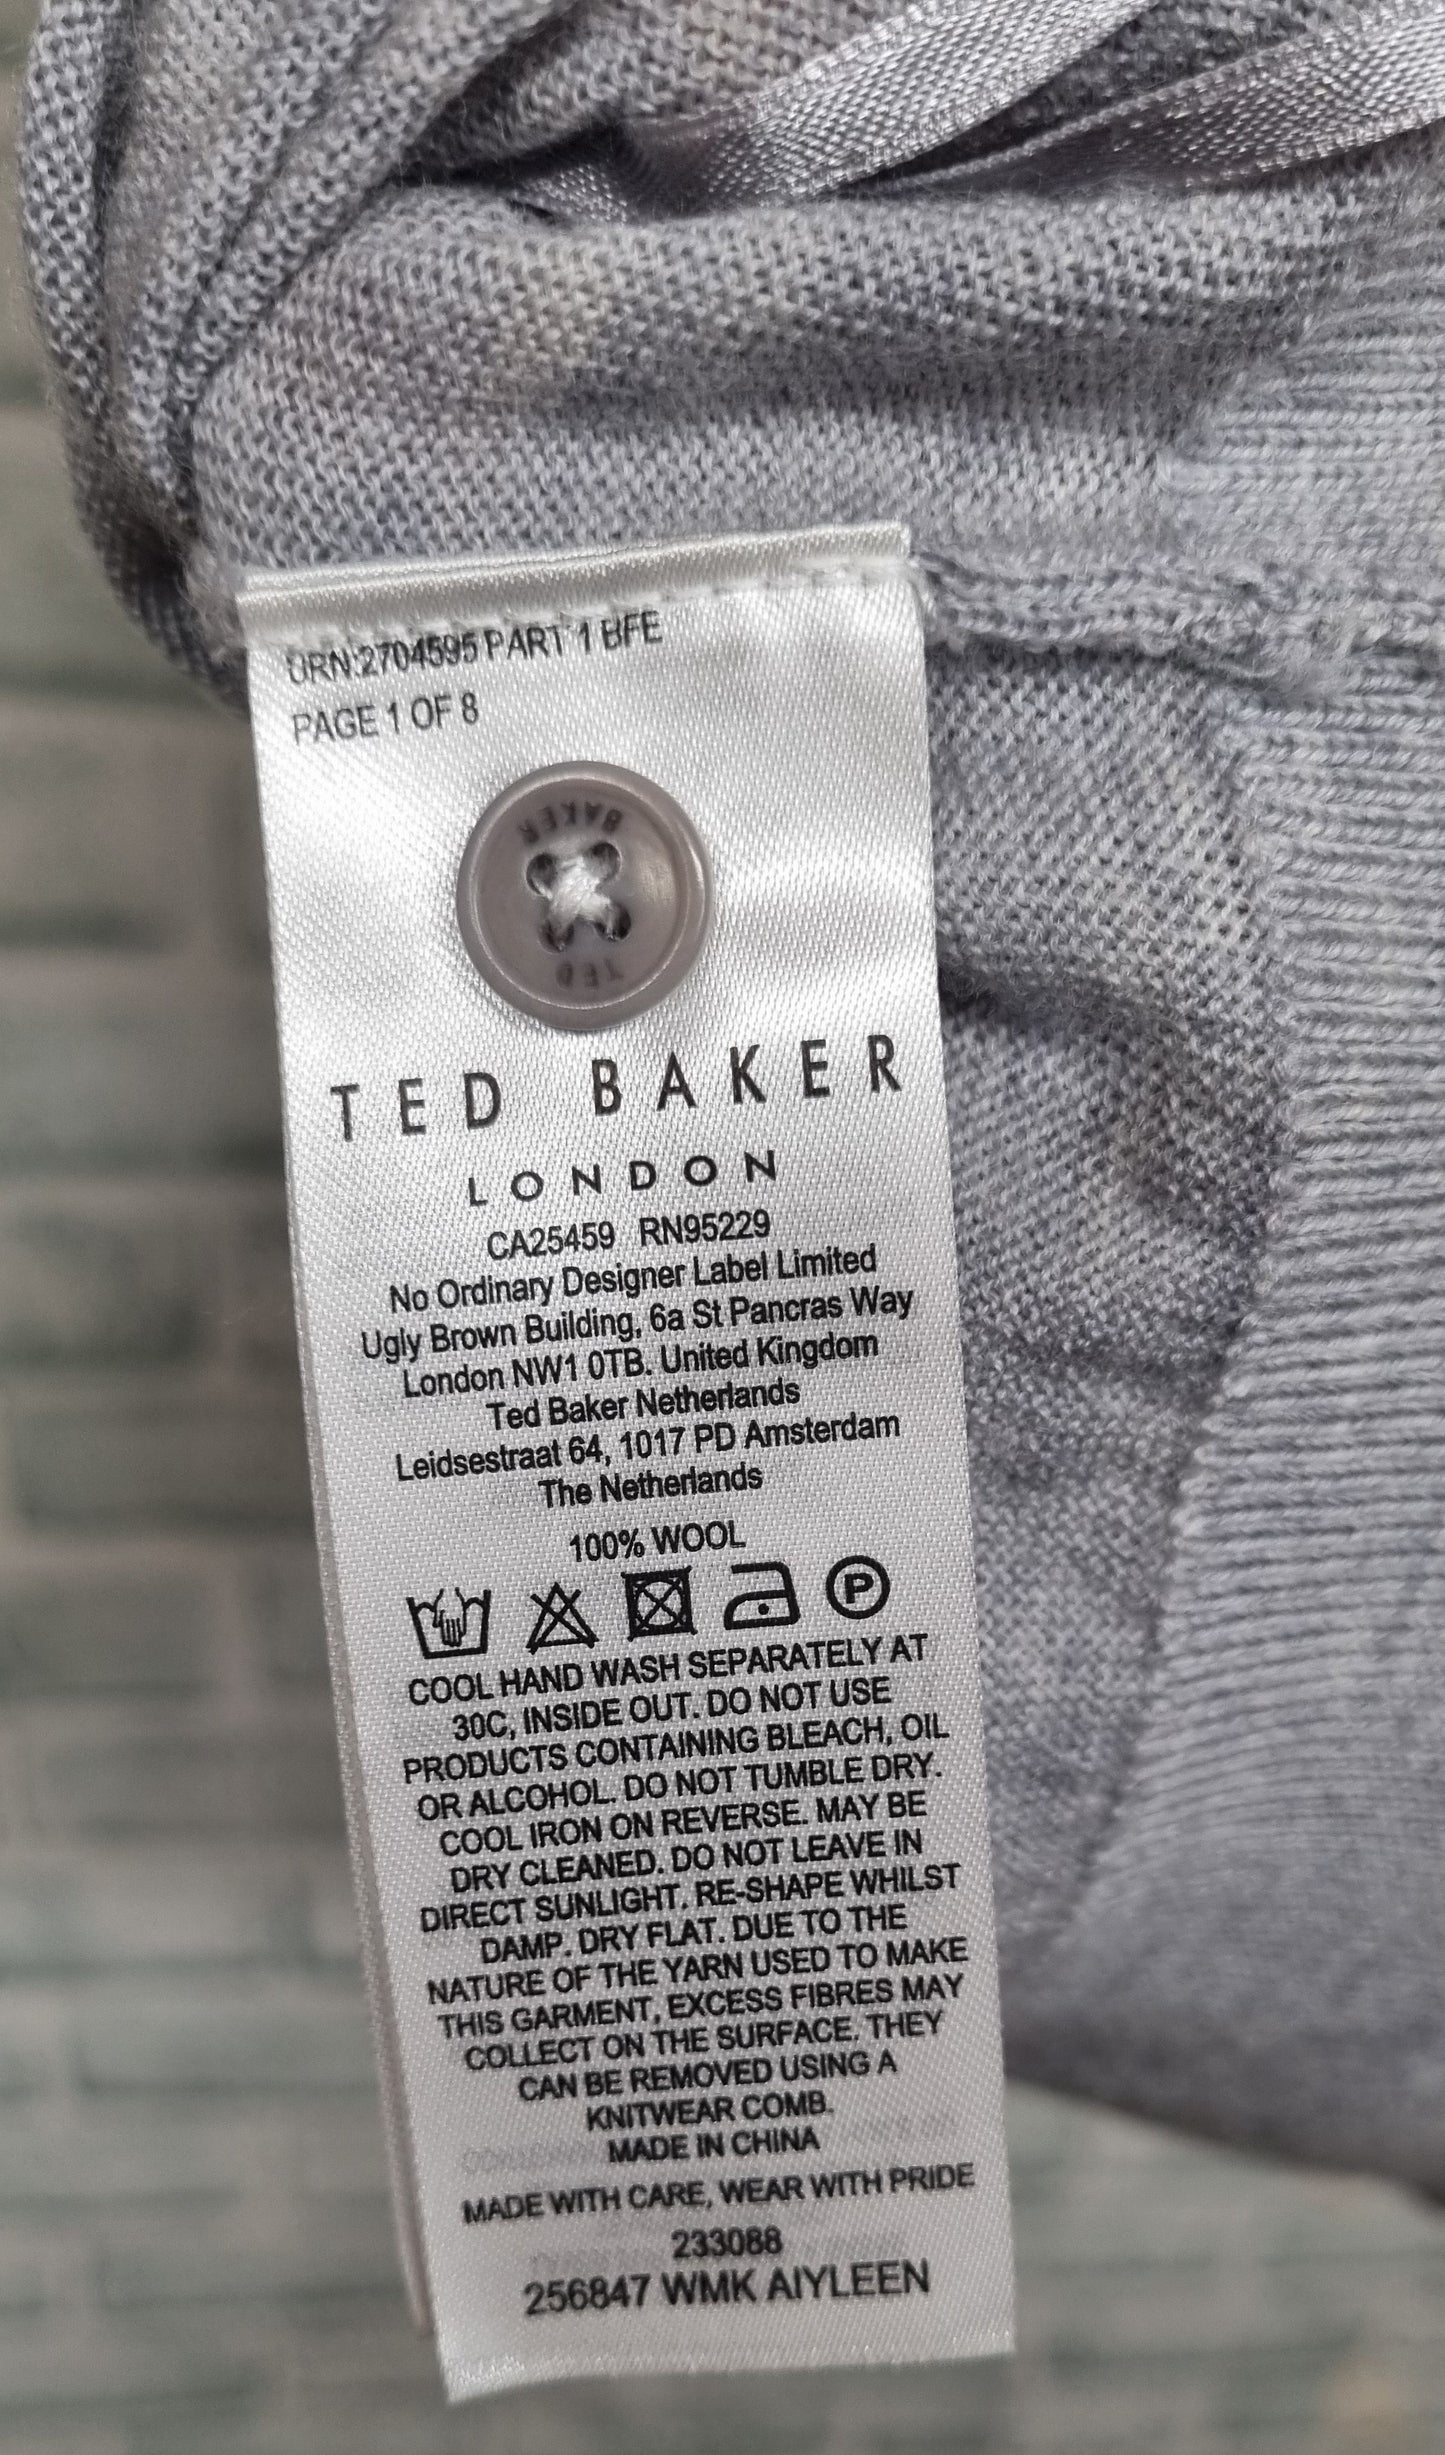 URN:2704595 PART 1 BFE
PAGE 1 OF 8
BAKER
TED
TED BAKER
LONDON
CA25459 RN95229
No Ordinary Designer Label Limited
Ugly Brown Building, 6a St Pancras Way
London NW1 0TB. United Kingdom
Ted Baker Netherlands
Leidsestraat 64, 1017 PD Amsterdam
The Netherlands
100% WOOL
P
COOL HAND WASH SEPARATELY AT
30C, INSIDE OUT. DO NOT USE
PRODUCTS CONTAINING BLEACH, OIL
OR ALCOHOL. DO NOT TUMBLE DRY.
COOL IRON ON REVERSE. MAY BE
DRY CLEANED. DO NOT LEAVE IN
DIRECT SUNLIGHT. RE-SHAPE WHILST
DAMP. DRY FLAT. DUE TO THE
NATURE OF THE YARN USED TO MAKE
THIS GARMENT, EXCESS FIBRES MAY
COLLECT ON THE SURFACE. THEY
CAN BE REMOVED USING A
KNITWEAR COMB.
MADE IN CHINA
MADE WITH CARE, WEAR WITH PRIDE
233088
256847 WMK AIYLEEN